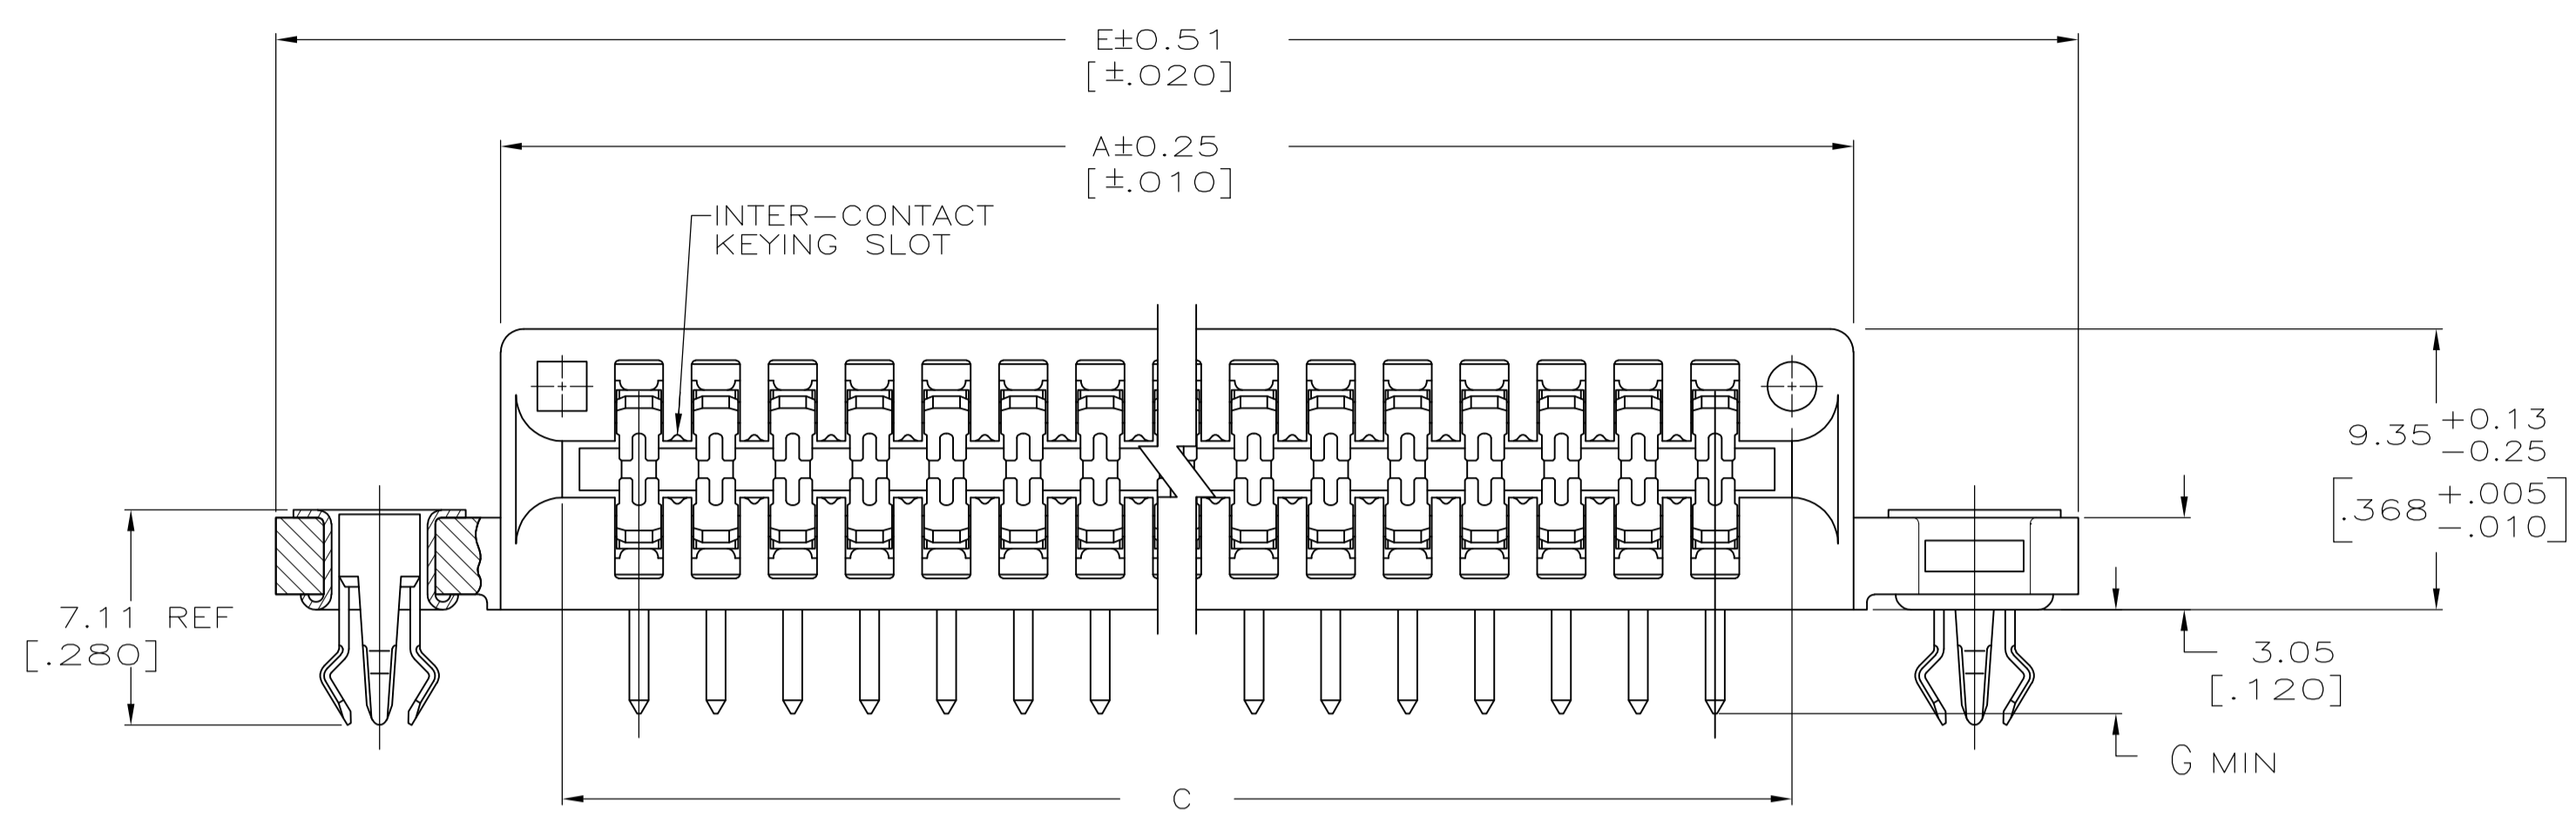 E±0.51
[±.020]
A±0.25
[±.010]
INTER-CONTACT
KEYING SLOT
9.35 +0.13
-0.25
[.368 +.005
-.010]
7.11 REF
[.280]
3.05
[.120]
G MIN
C